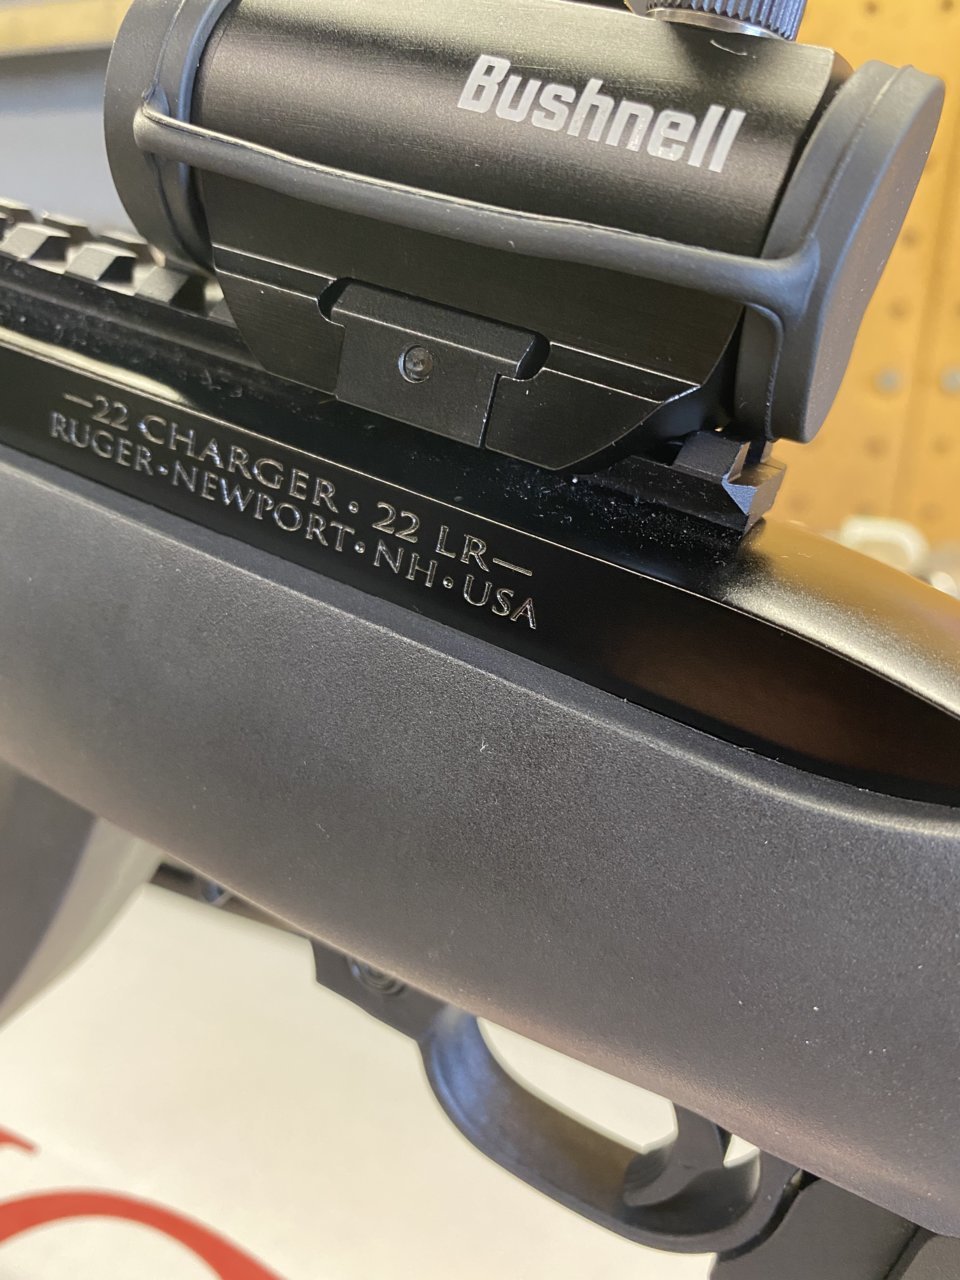 Bushnell
—22 CHARGER • 22 LR—
RUGER•NEWPORT•NH•USA